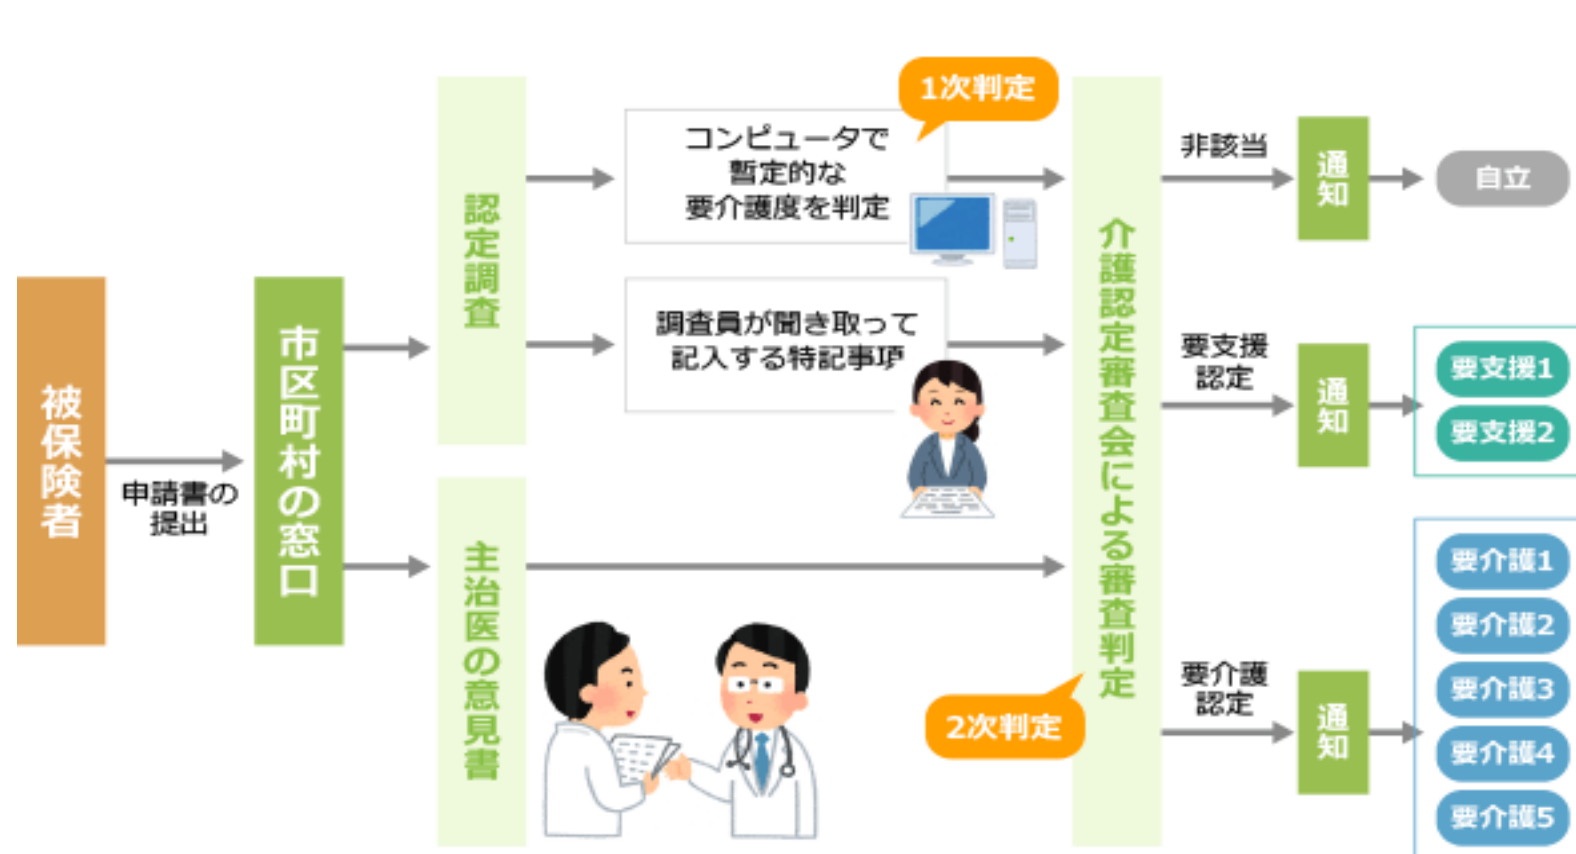 被保険者
申請書の
提出
市区町村の窓口
認定調査
主治医の意見書
1次判定
コンピュータで
暫定的な
要介護度を判定
調査員が聞き取って
記入する特記事項
介護認定審査会による審査判定
2次判定
非該当
通知
自立
要支援
認定
通知
要支援1
要支援2
要介護
認定
通知
要介護1
要介護2
要介護3
要介護4
要介護5